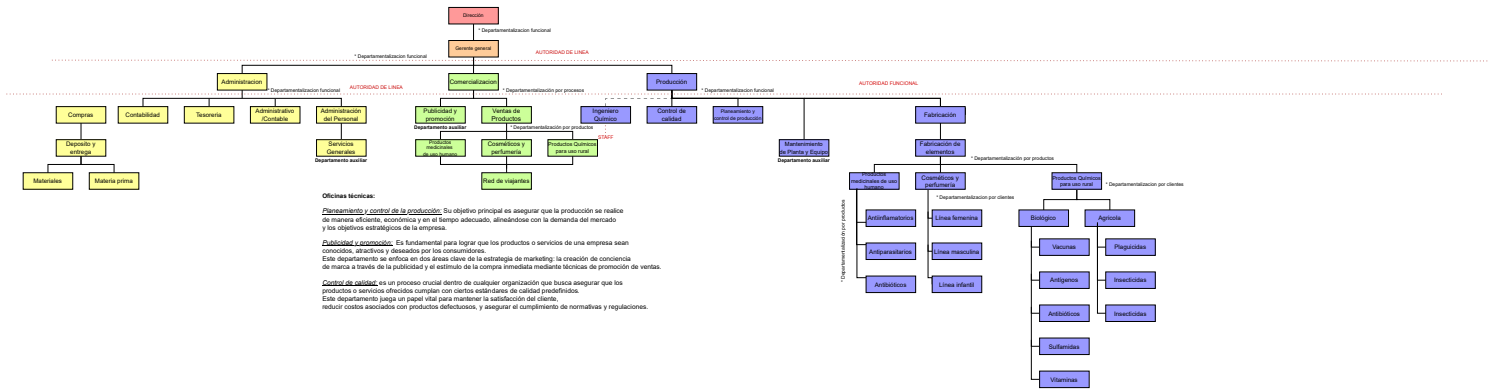 Dirección
* Departamentalizacion funcional
Gerente general
* Departamentalizacion funcional
AUTORIDAD DE LINEA
Administracion
Comercializacion
Producción
AUTORIDAD FUNCIONAL
AUTORIDAD DE LINEA
* Departamentalizacion funcional
* Departamentalización por procesos
* Departamentalizacion funcional
Compras
Contabilidad
Tesoreria
Administrativo
/Contable
Administración
del Personal
Publicidad y
promoción
Departamento auxiliar
Ventas de
Productos
Ingeniero
Químico
Control de
calidad
Planeamiento y
control de producción
Fabricación
* Departamentalización por productos
STAFF
Deposito y
entrega
Servicios
Generales
Departamento auxiliar
Productos
medicinales
de uso humano
Cosméticos y
perfumería
Productos Químicos
para uso rural
Mantenimiento
de Planta y Equipo
Departamento auxiliar
Fabricación de
elementos
* Departamentalización por productos
Materiales
Materia prima
Red de viajantes
Productos
medicinales de uso
humano
Cosméticos y
perfumería
Productos Químicos
para uso rural
* Departamentalizacion por clientes
* Departamentalizacion por clientes
* Departamentalización por productos
Antiinflamatorios
Línea femenina
Biológico
Agrícola
Antiparasitarios
Línea masculina
Vacunas
Plaguicidas
Antibióticos
Línea infantil
Antígenos
Insecticidas
Antibióticos
Insecticidas
Sulfamidas
Vitaminas
Oficinas técnicas:
Planeamiento y control de la producción: Su objetivo principal es asegurar que la producción se realice
de manera eficiente, económica y en el tiempo adecuado, alineándose con la demanda del mercado
y los objetivos estratégicos de la empresa.
Publicidad y promoción: Es fundamental para lograr que los productos o servicios de una empresa sean
conocidos, atractivos y deseados por los consumidores.
Este departamento se enfoca en dos áreas clave de la estrategia de marketing: la creación de conciencia
de marca a través de la publicidad y el estímulo de la compra inmediata mediante técnicas de promoción de ventas.
Control de calidad: es un proceso crucial dentro de cualquier organización que busca asegurar que los
productos o servicios ofrecidos cumplan con ciertos estándares de calidad predefinidos.
Este departamento juega un papel vital para mantener la satisfacción del cliente,
reducir costos asociados con productos defectuosos, y asegurar el cumplimiento de normativas y regulaciones.